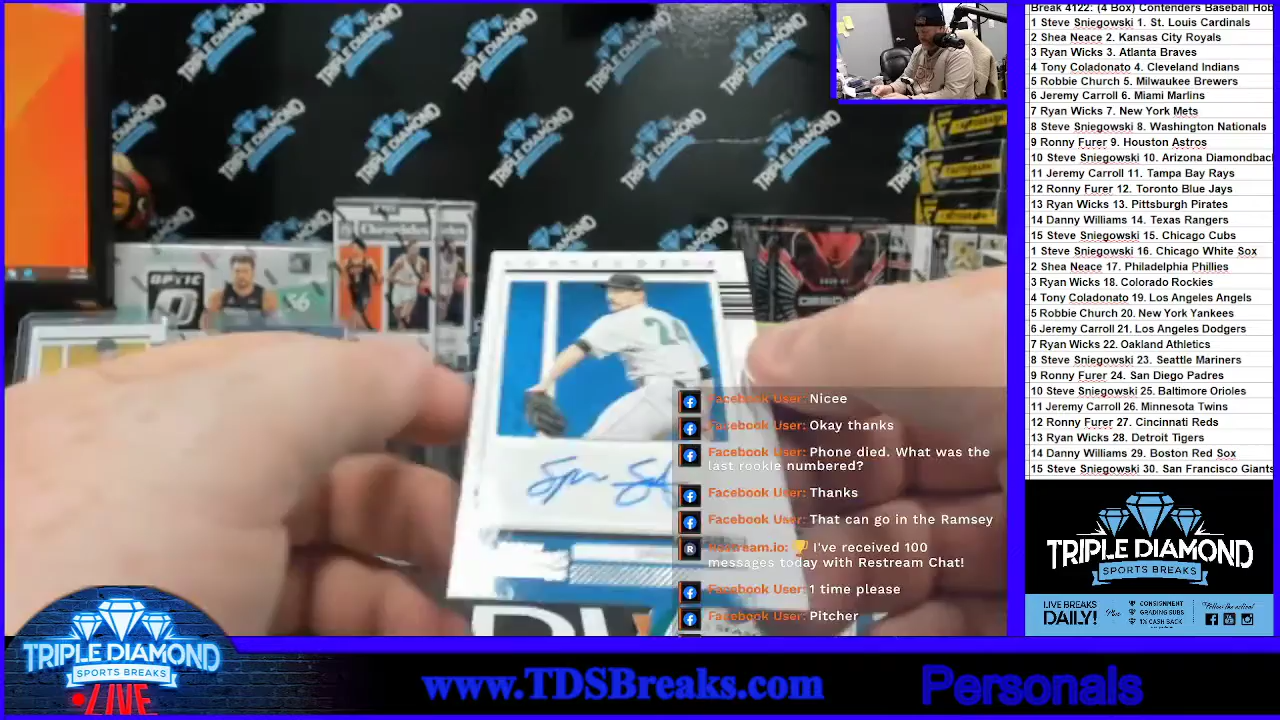 Break 4122. (4 Box) Contenders Baseball Hob
1 Steve Sniegowski 1. St. Louis Cardinals
2 Shea Neace 2. Kansas City Royals
3 Ryan Wicks 3. Atlanta Braves
4 Tony Coladonato 4. Cleveland Indians
5 Robbie Church 5. Milwaukee Brewers
6 Jeremy Carroll 6. Miami Marlins
7 Ryan Wicks 7. New York Mets
8 Steve Sniegowski 8. Washington Nationals
9 Ronny Furer 9. Houston Astros
10 Steve Sniegowski 10. Arizona Diamondbac
11 Jeremy Carroll 11. Tampa Bay Rays
12 Ronny Furer 12. Toronto Blue Jays
13 Ryan Wicks 13. Pittsburgh Pirates
14 Danny Williams 14. Texas Rangers
15 Steve Sniegowski 15. Chicago Cubs
1 Steve Sniegowski 16. Chicago White Sox
2 Shea Neace 17. Philadelphia Phillies
3 Ryan Wicks 18. Colorado Rockies
4 Tony Coladonato 19. Los Angeles Angels
5 Robbie Church 20. New York Yankees
6 Jeremy Carroll 21. Los Angeles Dodgers
7 Ryan Wicks 22. Oakland Athletics
8 Steve Sniegowski 23. Seattle Mariners
9 Ronny Furer 24. San Diego Padres
10 Steve Sniegowski 25. Baltimore Orioles
11 Jeremy Carroll 26. Minnesota Twins
12 Ronny Furer 27. Cincinnati Reds
13 Ryan Wicks 28. Detroit Tigers
14 Danny Williams 29. Boston Red Sox
15 Steve Sniegowski 30. San Francisco Giants
TRIPLE DIAMOND
SPORTS BREAKS
LIVE BREAKS
DAILY!
Plus
CONSIGNMENT
GRADING SUBS
1% CASH BACK
Follow the action!
TRIPLE DIAMOND
Chronicles
OPTIC
24
Facebook User: Nicee
Facebook User: Okay thanks
Facebook User: Phone died. What was the
last rookie numbered?
Facebook User: Thanks
Facebook User: That can go in the Ramsey
Restream.io: 🏆 I've received 100
messages today with Restream Chat!
Facebook User: 1 time please
Facebook User: Pitcher
TRIPLE DIAMOND
SPORTS BREAKS
LIVE
www.TDSBreaks.com
Personals